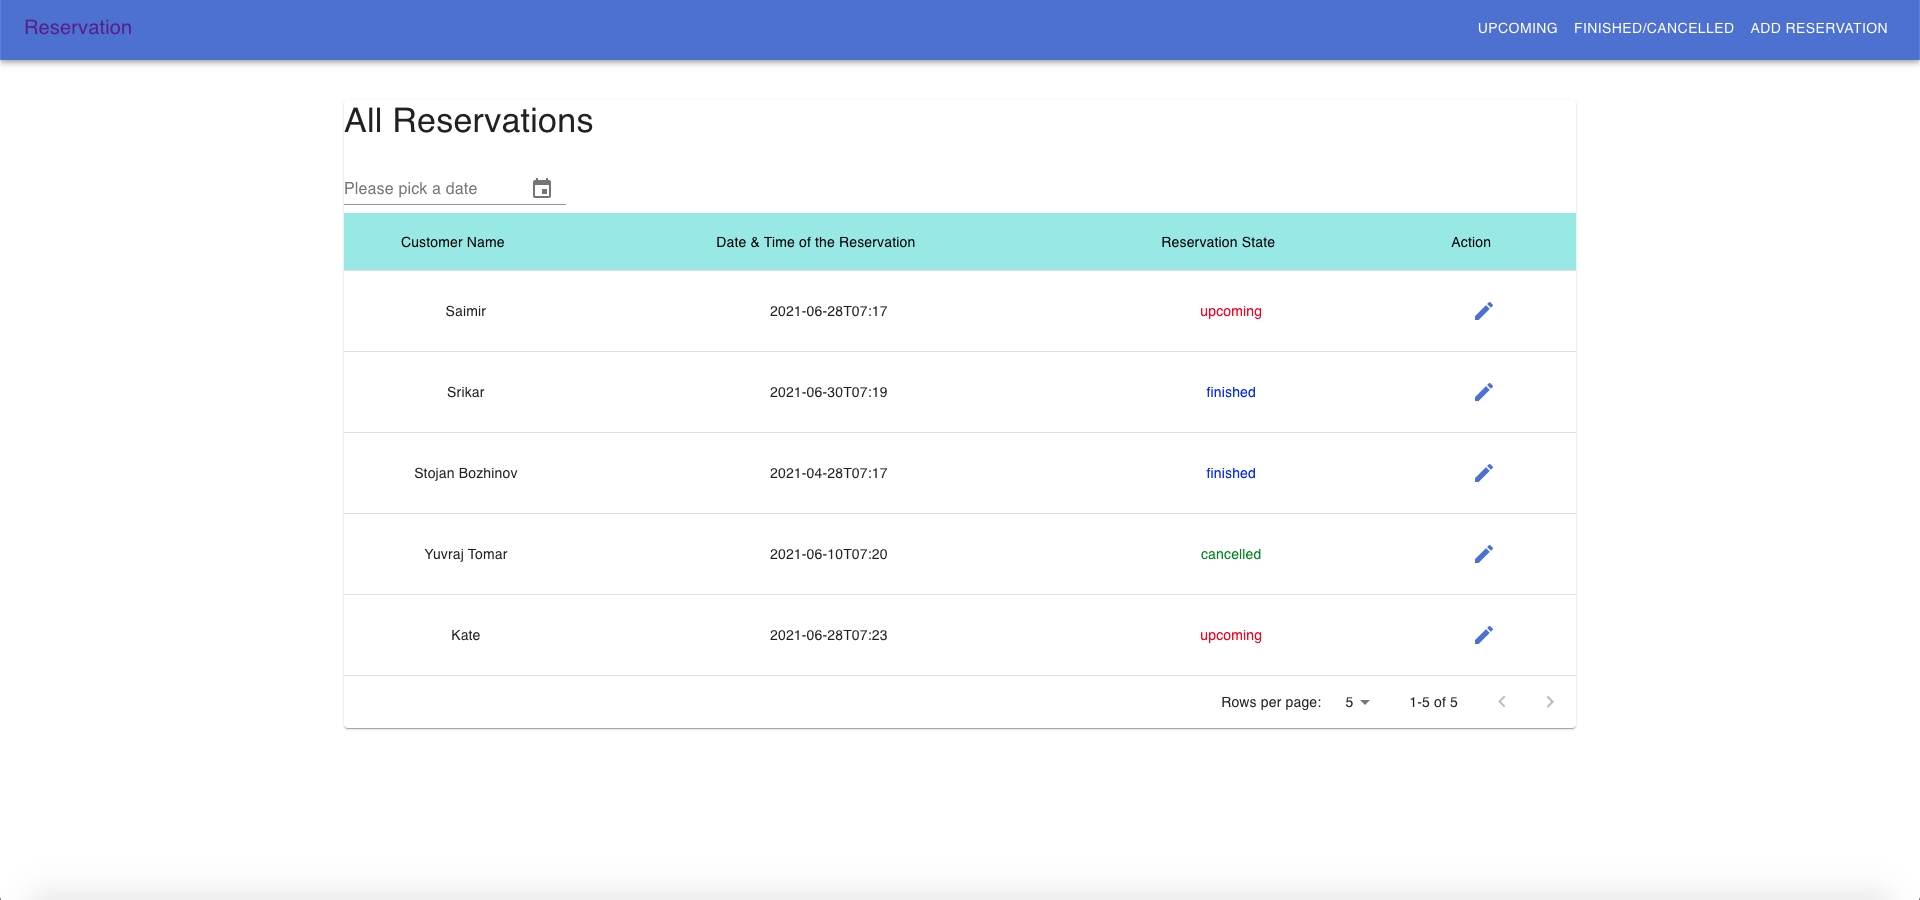 Reservation UPCOMING FINISHED/CANCELLED ADD RESERVATION
All Reservations
Please pick a date
Customer Name Date & Time of the Reservation Reservation State Action
Saimir 2021-06-28T07:17 upcoming
Srikar 2021-06-30T07:19 finished
Stojan Bozhinov 2021-04-28T07:17 finished
Yuvraj Tomar 2021-06-10T07:20 cancelled
Kate 2021-06-28T07:23 upcoming
Rows per page: 5 1-5 of 5